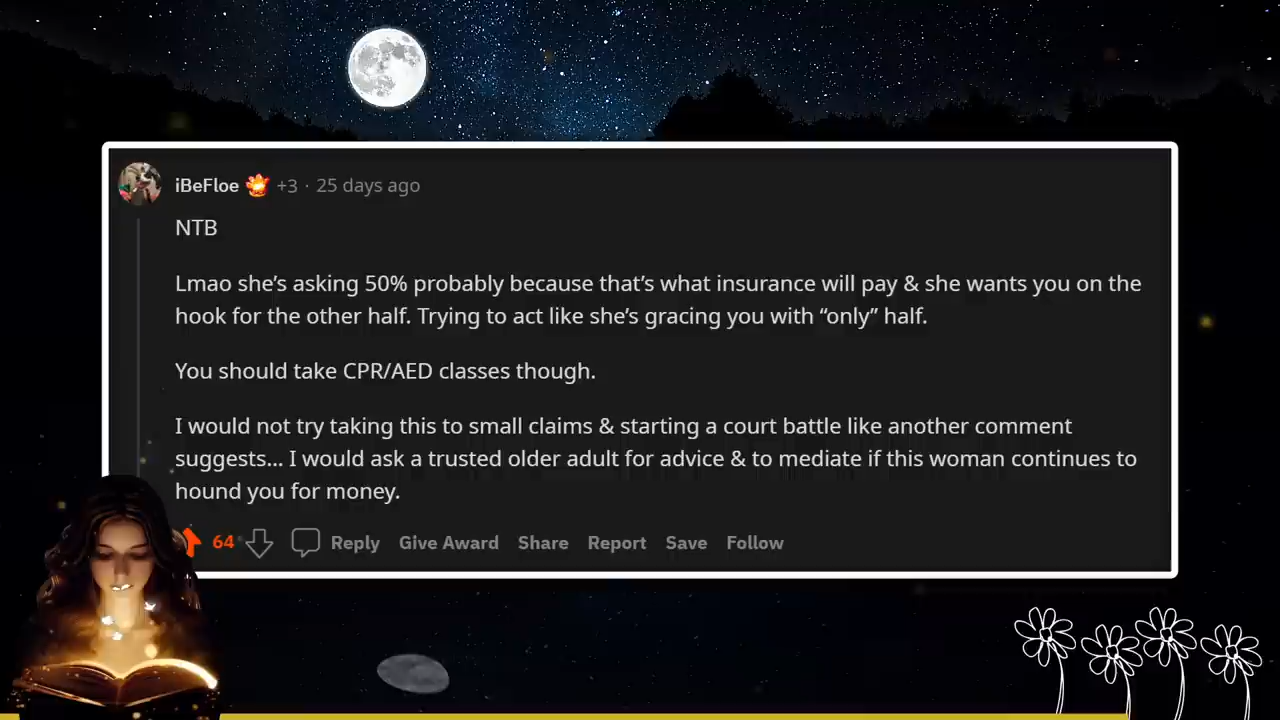 iBeFloe +3 · 25 days ago
NTB
Lmao she’s asking 50% probably because that’s what insurance will pay & she wants you on the
hook for the other half. Trying to act like she’s gracing you with “only” half.
You should take CPR/AED classes though.
I would not try taking this to small claims & starting a court battle like another comment
suggests... I would ask a trusted older adult for advice & to mediate if this woman continues to
hound you for money.
64 Reply Give Award Share Report Save Follow